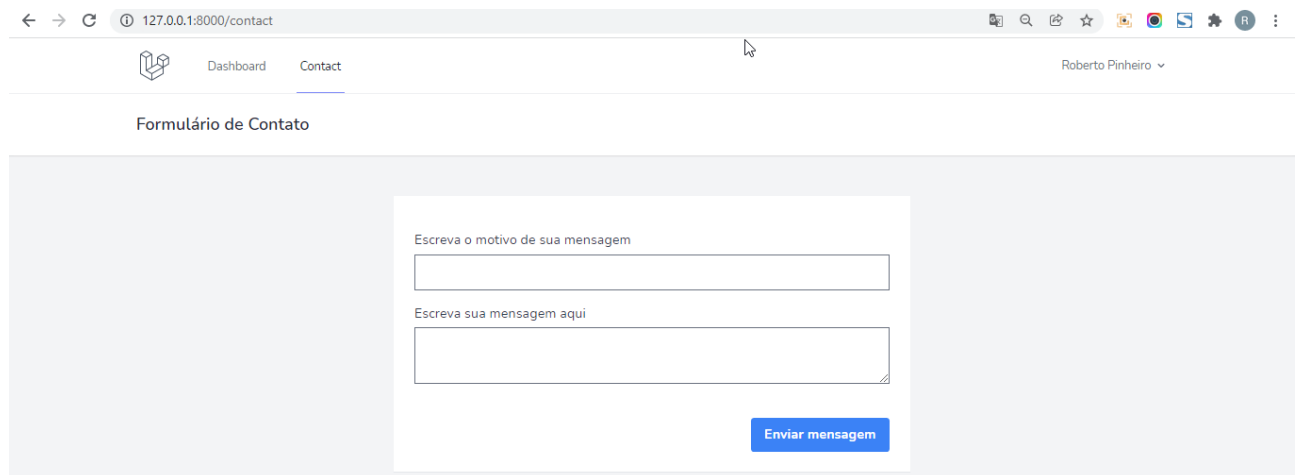 127.0.0.1:8000/contact
R
Dashboard Contact Roberto Pinheiro
Formulário de Contato
Escreva o motivo de sua mensagem
Escreva sua mensagem aqui
Enviar mensagem